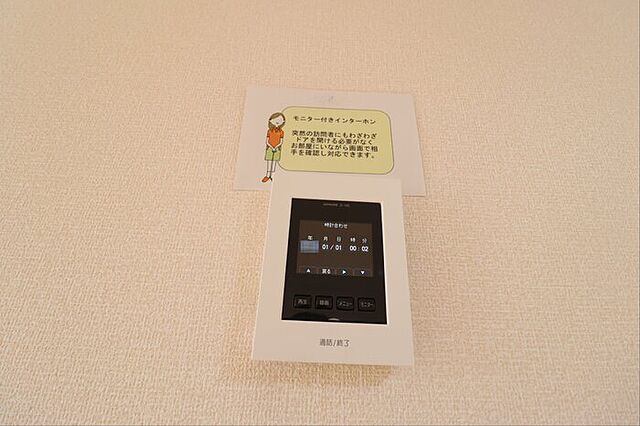 モニター付きインターホン
突然の訪問者にもわざわざ
ドアを開ける必要がなく
お部屋にいながら画面で相
手を確認し対応できます。
時計合わせ
年 月 日 時 分
01 / 01 00 : 02
▲ 戻る ▶ ▼
再生 録画 メニュー モニター
通話/終了